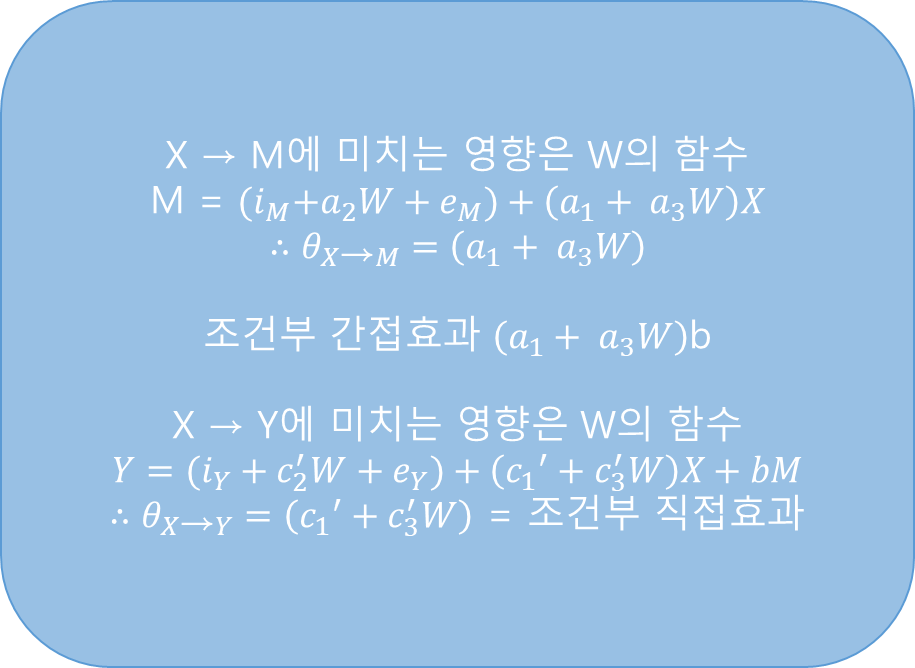 X → M에 미치는 영향은 W의 함수
M = (i_M+a_2W + e_M) + (a_1 + a_3W)X
∴ θ_{X→M} = (a_1 + a_3W)
조건부 간접효과 (a_1 + a_3W)b
X → Y에 미치는 영향은 W의 함수
Y = (i_Y + c_2′W + e_Y) + (c_1′ + c_3′W)X + bM
∴ θ_{X→Y} = (c_1′ + c_3′W) = 조건부 직접효과